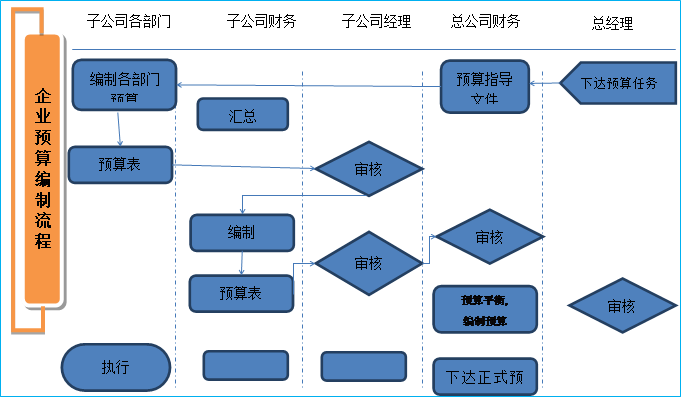 子公司各部门
子公司财务
子公司经理
总公司财务
总经理
企业预算编制流程
编制各部门
预算
预算指导
文件
下达预算任务
汇总
预算表
审核
编制
审核
审核
预算表
预算平衡,
编制预算
审核
执行
下达正式预